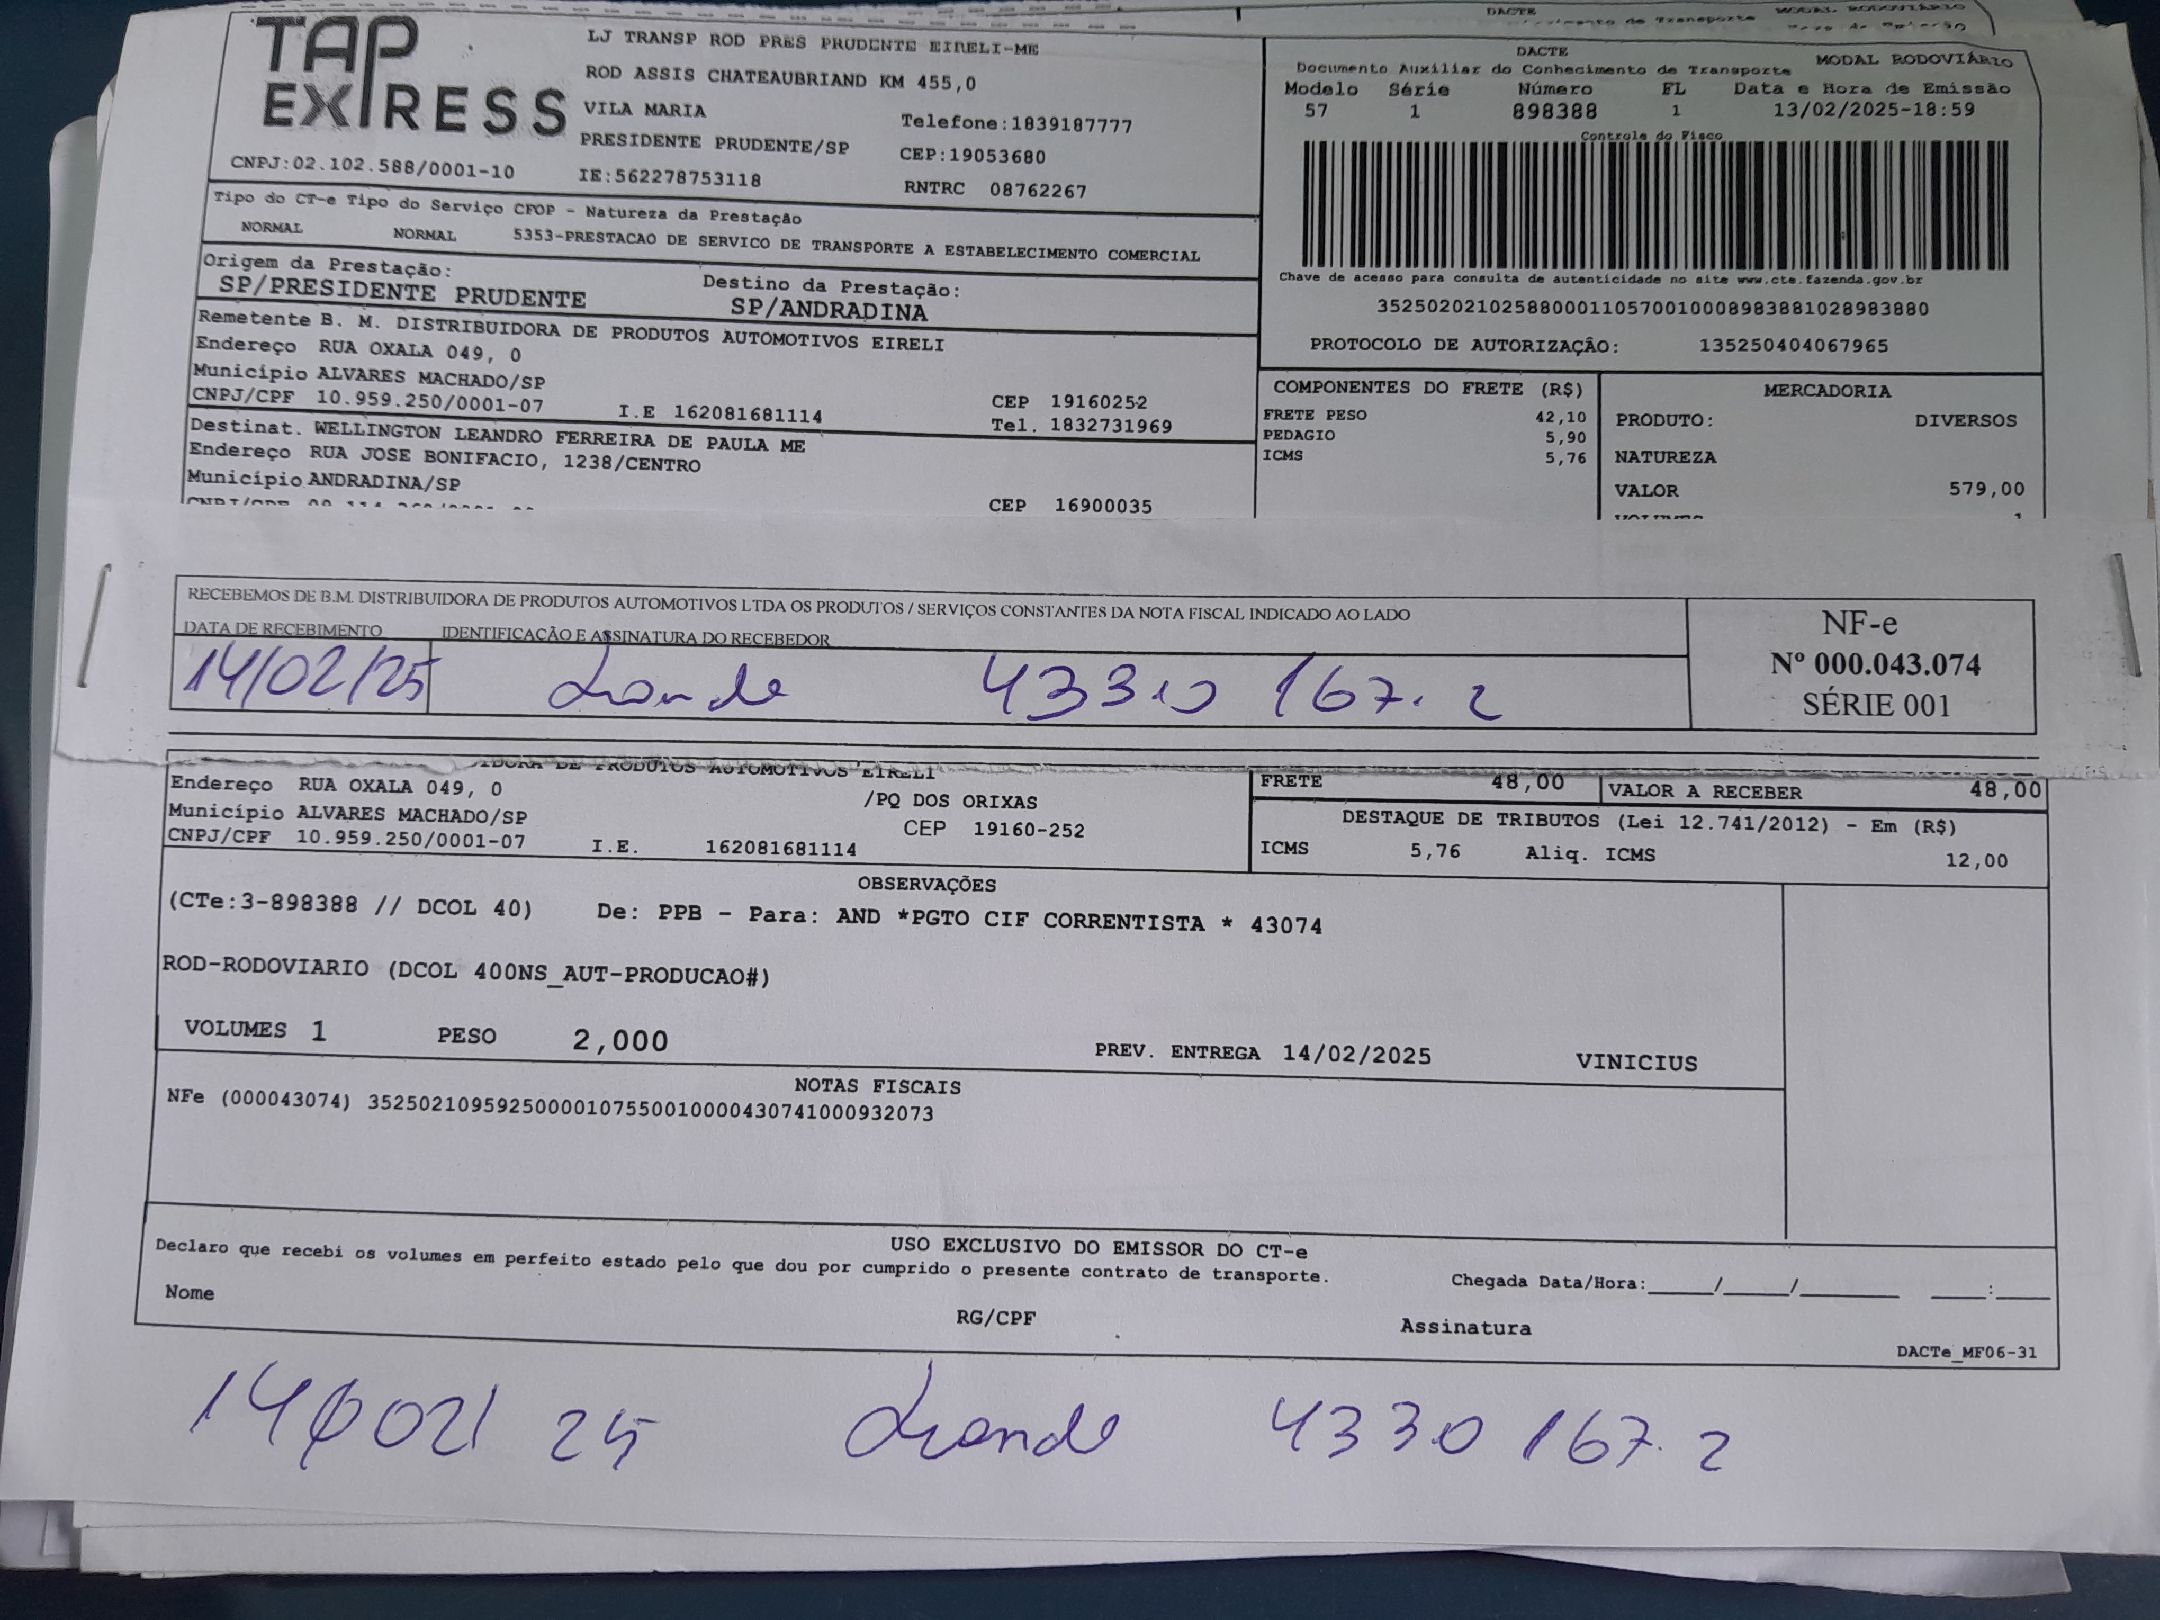 DACTE
MODAL RODOVIÁRIO
TAP EXPRESS
LJ TRANSP ROD PRES PRUDENTE EIRELI-ME
ROD ASSIS CHATEAUBRIAND KM 455,0
VILA MARIA
Telefone:1839187777
PRESIDENTE PRUDENTE/SP
CEP:19053680
CNPJ:02.102.588/0001-10
IE:562278753118
RNTRC 08762267
DACTE
MODAL RODOVIÁRIO
Documento Auxiliar do Conhecimento de Transporte
Modelo Série Número FL Data e Hora de Emissão
57 1 898388 1 13/02/2025-18:59
Controle do Fisco
Chave de acesso para consulta de autenticidade no site www.cte.fazenda.gov.br
35250202102588000110570010008983881028983880
PROTOCOLO DE AUTORIZAÇÃO: 135250404067965
Tipo do CT-e Tipo do Serviço CFOP - Natureza da Prestação
NORMAL NORMAL 5353-PRESTACAO DE SERVICO DE TRANSPORTE A ESTABELECIMENTO COMERCIAL
Origem da Prestação: Destino da Prestação:
SP/PRESIDENTE PRUDENTE SP/ANDRADINA
Remetente B. M. DISTRIBUIDORA DE PRODUTOS AUTOMOTIVOS EIRELI
Endereço RUA OXALA 049, 0
Município ALVARES MACHADO/SP CEP 19160252
CNPJ/CPF 10.959.250/0001-07 I.E 162081681114 Tel. 1832731969
Destinat. WELLINGTON LEANDRO FERREIRA DE PAULA ME
Endereço RUA JOSE BONIFACIO, 1238/CENTRO
Município ANDRADINA/SP CEP 16900035
COMPONENTES DO FRETE (R$)
FRETE PESO 42,10
PEDAGIO 5,90
ICMS 5,76
MERCADORIA
PRODUTO: DIVERSOS
NATUREZA
VALOR 579,00
RECEBEMOS DE B.M. DISTRIBUIDORA DE PRODUTOS AUTOMOTIVOS LTDA OS PRODUTOS / SERVIÇOS CONSTANTES DA NOTA FISCAL INDICADO AO LADO
DATA DE RECEBIMENTO IDENTIFICAÇÃO E ASSINATURA DO RECEBEDOR
14/02/25 4330 167.2
NF-e
Nº 000.043.074
SÉRIE 001
DE PRODUTOS AUTOMOTIVOS EIRELI
Endereço RUA OXALA 049, 0 /PQ DOS ORIXAS
Município ALVARES MACHADO/SP CEP 19160-252
CNPJ/CPF 10.959.250/0001-07 I.E. 162081681114
FRETE 48,00 VALOR A RECEBER 48,00
DESTAQUE DE TRIBUTOS (Lei 12.741/2012) - Em (R$)
ICMS 5,76 Aliq. ICMS 12,00
OBSERVAÇÕES
(CTe:3-898388 // DCOL 40) De: PPB - Para: AND *PGTO CIF CORRENTISTA * 43074
ROD-RODOVIARIO (DCOL 400NS_AUT-PRODUCAO#)
VOLUMES 1 PESO 2,000 PREV. ENTREGA 14/02/2025 VINICIUS
NOTAS FISCAIS
NFe (000043074) 35250210959250000107550010000430741000932073
USO EXCLUSIVO DO EMISSOR DO CT-e
Declaro que recebi os volumes em perfeito estado pelo que dou por cumprido o presente contrato de transporte.
Chegada Data/Hora:_____/_____/________ ____:____
Nome RG/CPF Assinatura
DACTe_MF06-31
14/02/25 4330 167.2